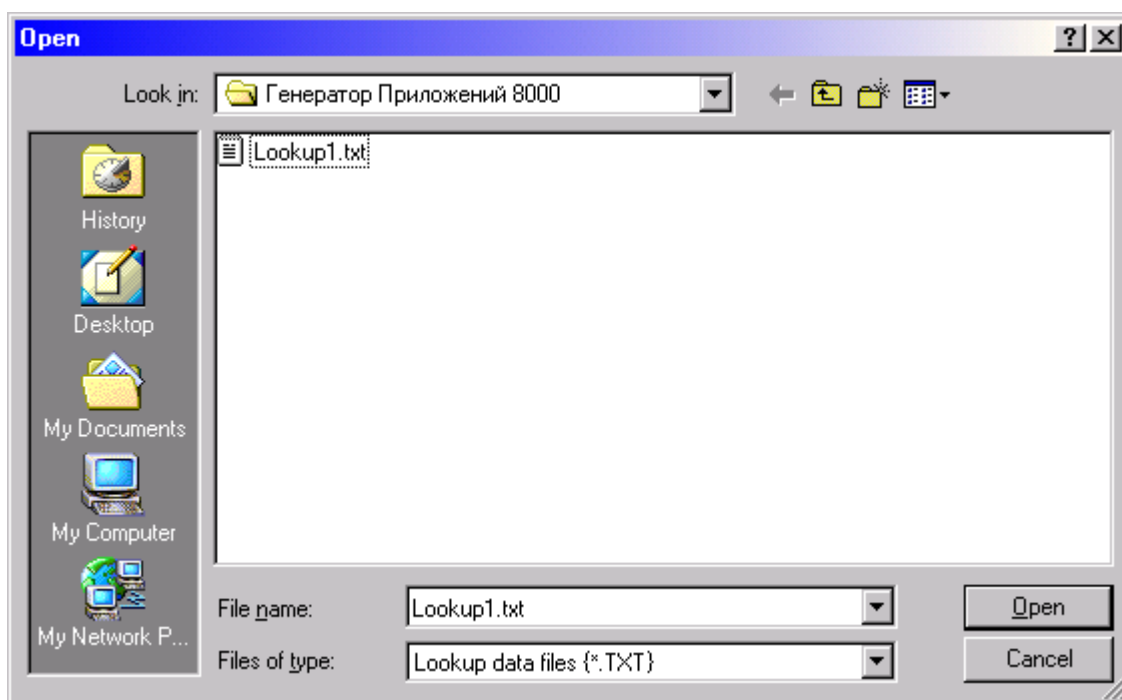 Open
Look in: Генератор Приложений 8000
Lookup1.txt
History
Desktop
My Documents
My Computer
My Network P...
File name: Lookup1.txt Open
Files of type: Lookup data files {*.TXT} Cancel